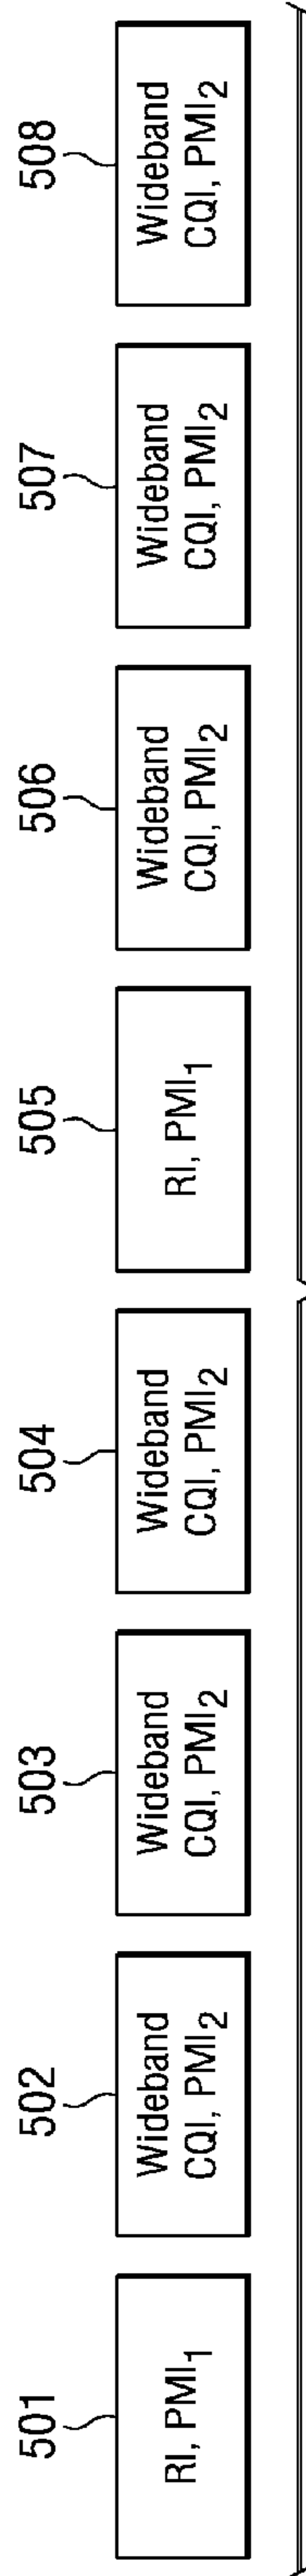 501
502
503
504
505
506
507
508
RI, PMI₁
Wideband
CQI, PMI₂
Wideband
CQI, PMI₂
Wideband
CQI, PMI₂
RI, PMI₁
Wideband
CQI, PMI₂
Wideband
CQI, PMI₂
Wideband
CQI, PMI₂